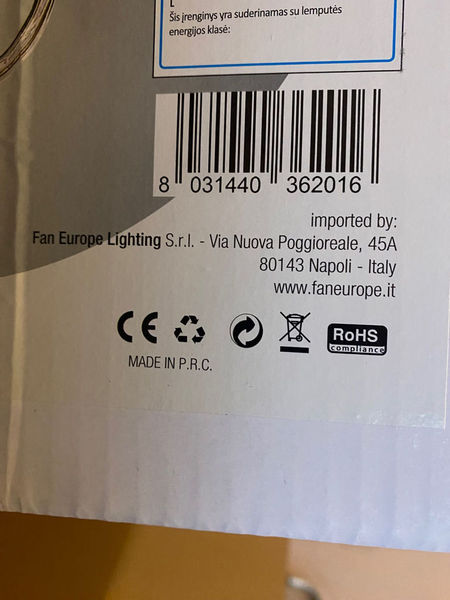 L
Šis įrenginys yra suderinamas su lemputės
energijos klasė:
8 031440 362016
imported by:
Fan Europe Lighting S.r.l. - Via Nuova Poggioreale, 45A
80143 Napoli - Italy
www.faneurope.it
CE
RoHS
compliance
MADE IN P.R.C.